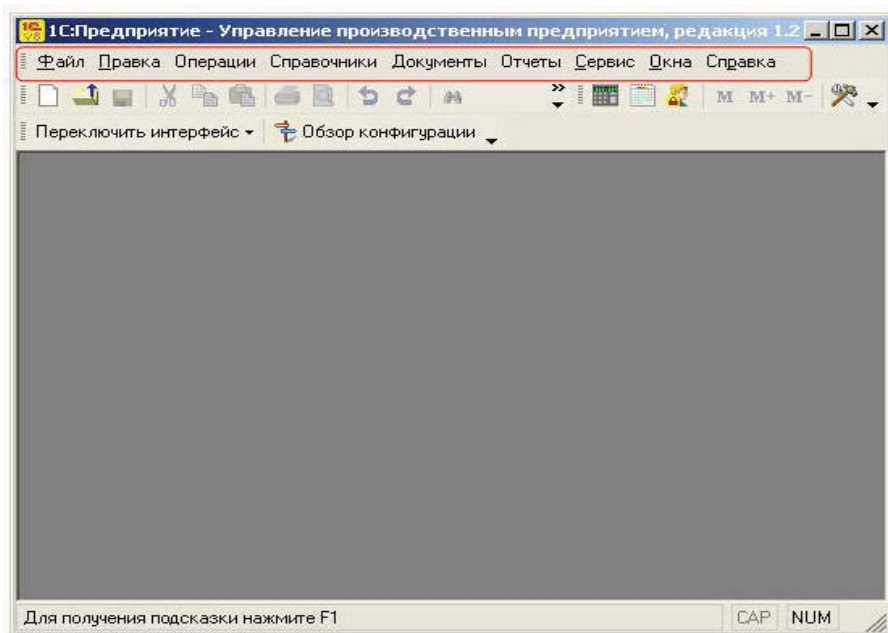 1С:Предприятие - Управление производственным предприятием, редакция 1.2
Файл Правка Операции Справочники Документы Отчеты Сервис Окна Справка
M M+ M-
Переключить интерфейс Обзор конфигурации
Для получения подсказки нажмите F1 CAP NUM